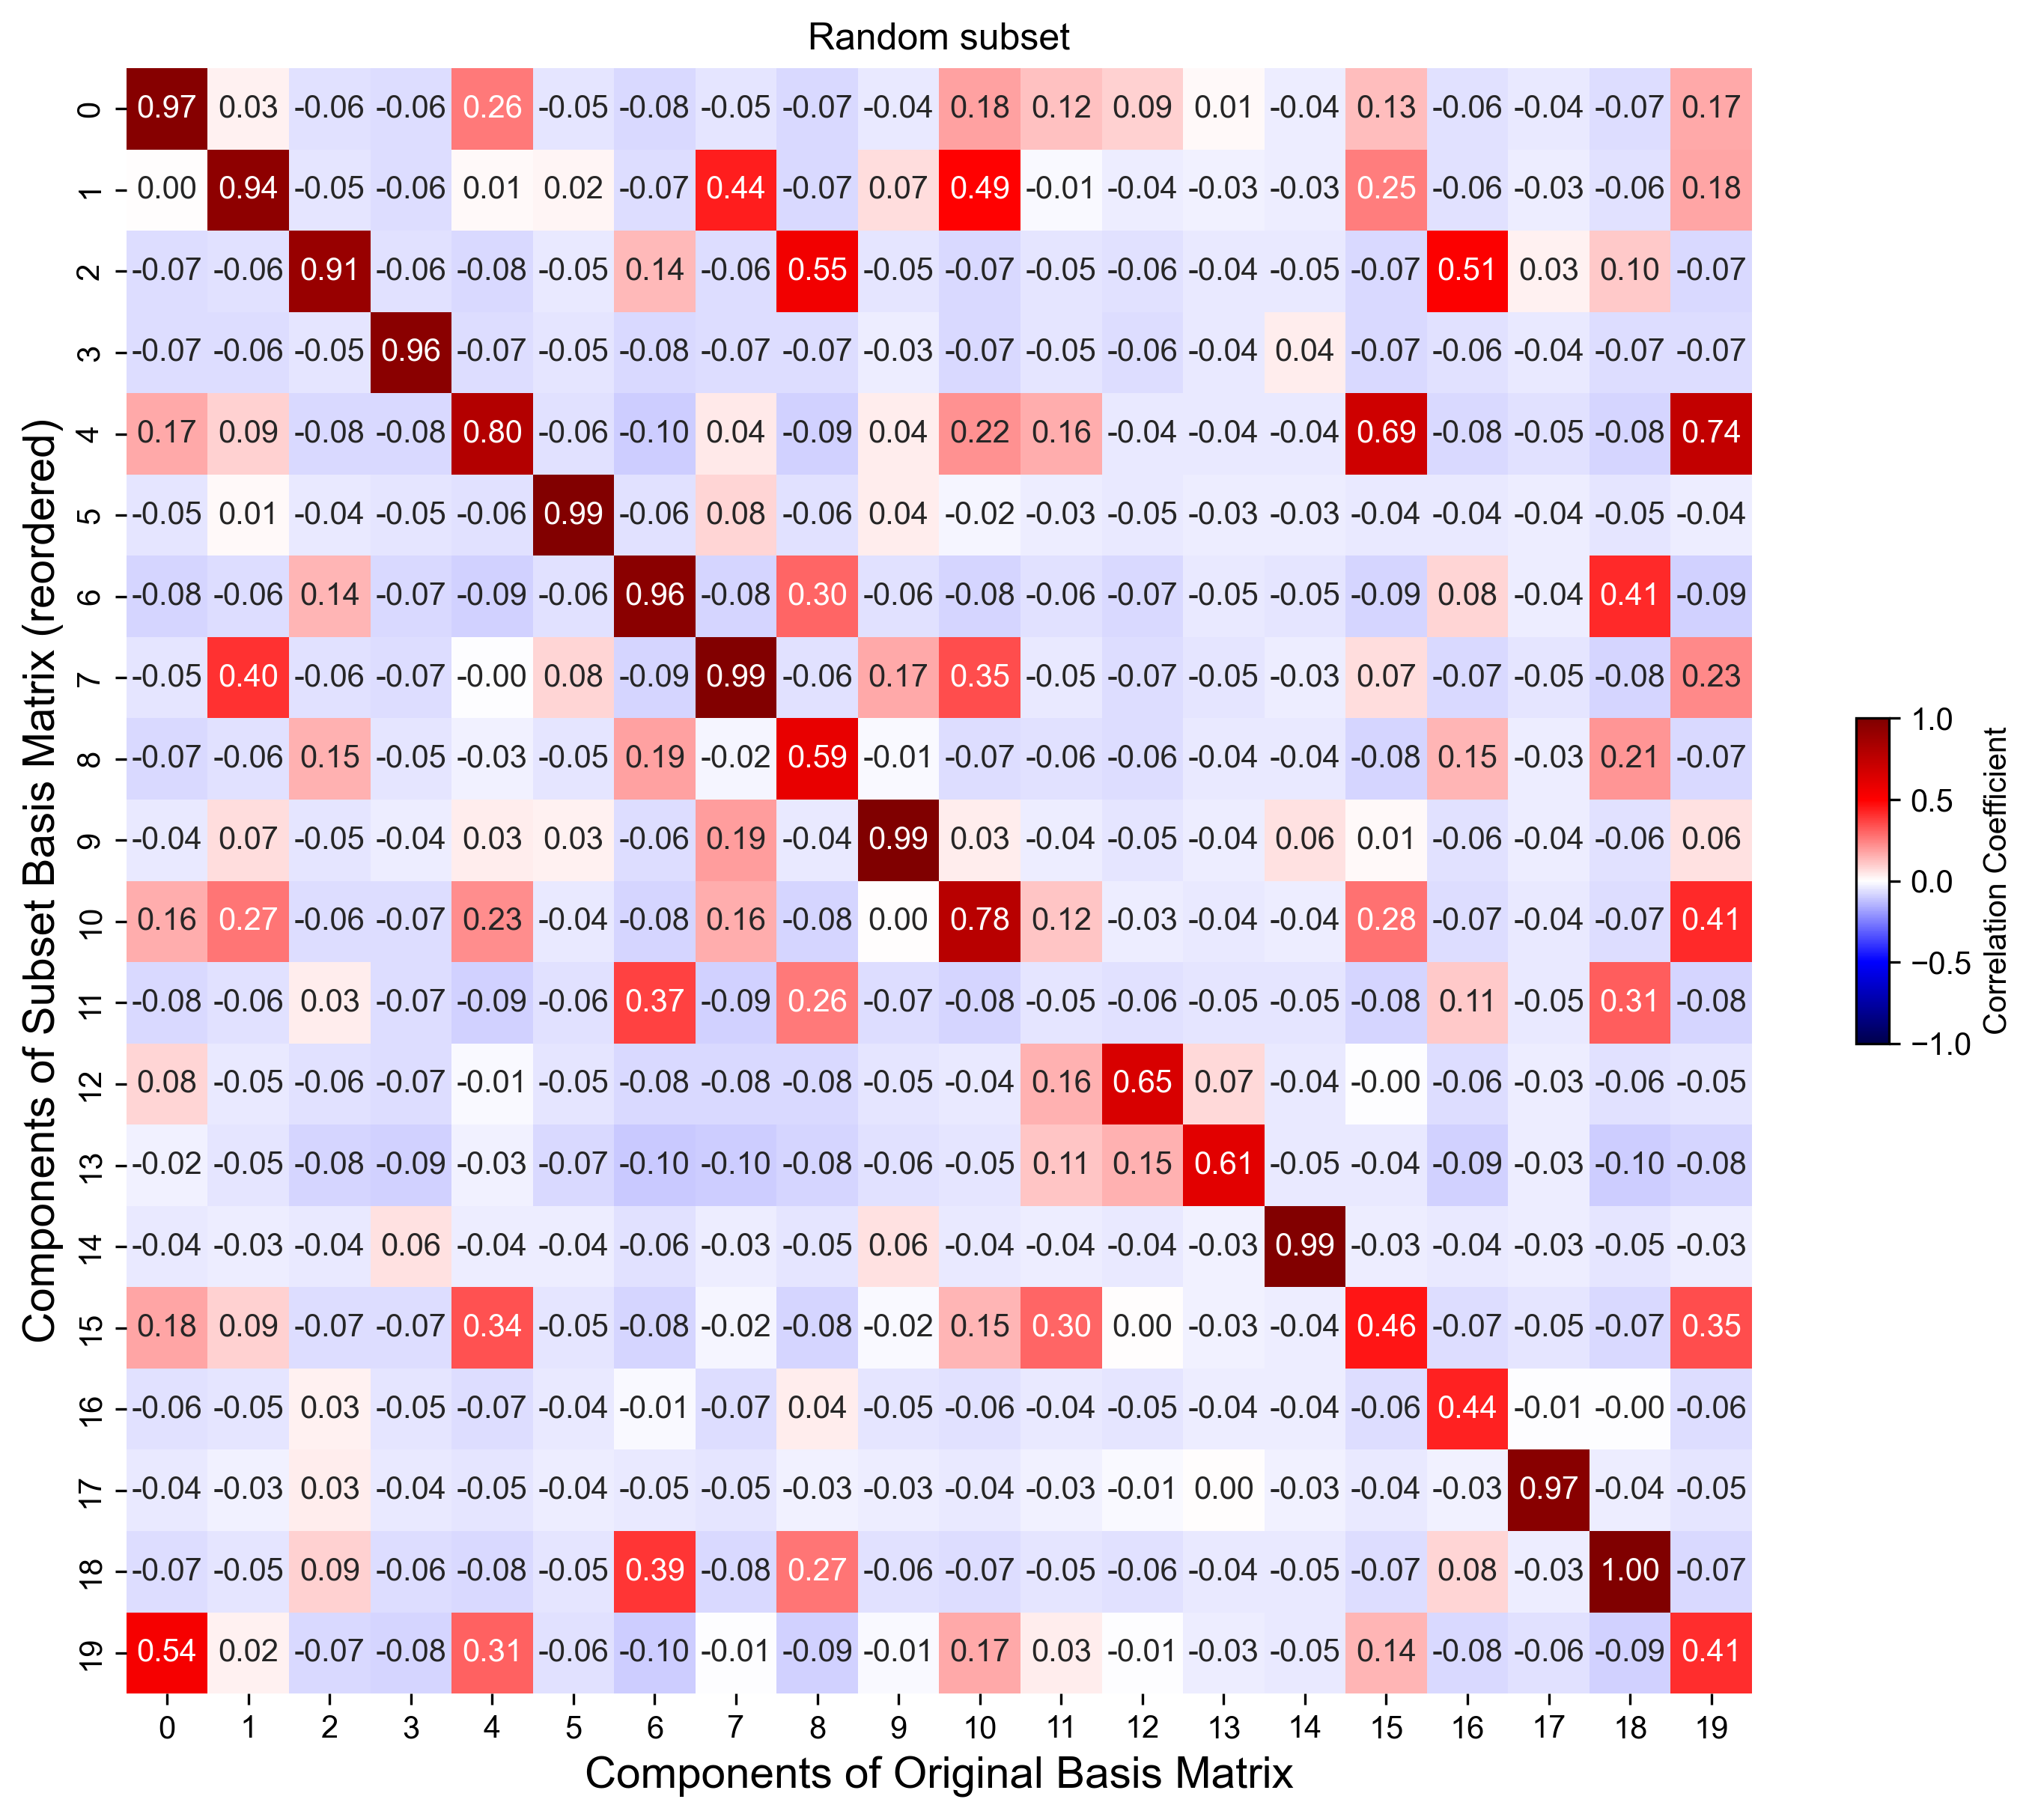 Random subset
0 0.97 0.03 -0.06 -0.06 0.26 -0.05 -0.08 -0.05 -0.07 -0.04 0.18 0.12 0.09 0.01 -0.04 0.13 -0.06 -0.04 -0.07 0.17
1 0.00 0.94 -0.05 -0.06 0.01 0.02 -0.07 0.44 -0.07 0.07 0.49 -0.01 -0.04 -0.03 -0.03 0.25 -0.06 -0.03 -0.06 0.18
2 -0.07 -0.06 0.91 -0.06 -0.08 -0.05 0.14 -0.06 0.55 -0.05 -0.07 -0.05 -0.06 -0.04 -0.05 -0.07 0.51 0.03 0.10 -0.07
3 -0.07 -0.06 -0.05 0.96 -0.07 -0.05 -0.08 -0.07 -0.07 -0.03 -0.07 -0.05 -0.06 -0.04 0.04 -0.07 -0.06 -0.04 -0.07 -0.07
4 0.17 0.09 -0.08 -0.08 0.80 -0.06 -0.10 0.04 -0.09 0.04 0.22 0.16 -0.04 -0.04 -0.04 0.69 -0.08 -0.05 -0.08 0.74
5 -0.05 0.01 -0.04 -0.05 -0.06 0.99 -0.06 0.08 -0.06 0.04 -0.02 -0.03 -0.05 -0.03 -0.03 -0.04 -0.04 -0.04 -0.05 -0.04
6 -0.08 -0.06 0.14 -0.07 -0.09 -0.06 0.96 -0.08 0.30 -0.06 -0.08 -0.06 -0.07 -0.05 -0.05 -0.09 0.08 -0.04 0.41 -0.09
7 -0.05 0.40 -0.06 -0.07 -0.00 0.08 -0.09 0.99 -0.06 0.17 0.35 -0.05 -0.07 -0.05 -0.03 0.07 -0.07 -0.05 -0.08 0.23
8 -0.07 -0.06 0.15 -0.05 -0.03 -0.05 0.19 -0.02 0.59 -0.01 -0.07 -0.06 -0.06 -0.04 -0.04 -0.08 0.15 -0.03 0.21 -0.07
9 -0.04 0.07 -0.05 -0.04 0.03 0.03 -0.06 0.19 -0.04 0.99 0.03 -0.04 -0.05 -0.04 0.06 0.01 -0.06 -0.04 -0.06 0.06
10 0.16 0.27 -0.06 -0.07 0.23 -0.04 -0.08 0.16 -0.08 0.00 0.78 0.12 -0.03 -0.04 -0.04 0.28 -0.07 -0.04 -0.07 0.41
11 -0.08 -0.06 0.03 -0.07 -0.09 -0.06 0.37 -0.09 0.26 -0.07 -0.08 -0.05 -0.06 -0.05 -0.05 -0.08 0.11 -0.05 0.31 -0.08
12 0.08 -0.05 -0.06 -0.07 -0.01 -0.05 -0.08 -0.08 -0.08 -0.05 -0.04 0.16 0.65 0.07 -0.04 -0.00 -0.06 -0.03 -0.06 -0.05
13 -0.02 -0.05 -0.08 -0.09 -0.03 -0.07 -0.10 -0.10 -0.08 -0.06 -0.05 0.11 0.15 0.61 -0.05 -0.04 -0.09 -0.03 -0.10 -0.08
14 -0.04 -0.03 -0.04 0.06 -0.04 -0.04 -0.06 -0.03 -0.05 0.06 -0.04 -0.04 -0.04 -0.03 0.99 -0.03 -0.04 -0.03 -0.05 -0.03
15 0.18 0.09 -0.07 -0.07 0.34 -0.05 -0.08 -0.02 -0.08 -0.02 0.15 0.30 0.00 -0.03 -0.04 0.46 -0.07 -0.05 -0.07 0.35
16 -0.06 -0.05 0.03 -0.05 -0.07 -0.04 -0.01 -0.07 0.04 -0.05 -0.06 -0.04 -0.05 -0.04 -0.04 -0.06 0.44 -0.01 -0.00 -0.06
17 -0.04 -0.03 0.03 -0.04 -0.05 -0.04 -0.05 -0.05 -0.03 -0.03 -0.04 -0.03 -0.01 0.00 -0.03 -0.04 -0.03 0.97 -0.04 -0.05
18 -0.07 -0.05 0.09 -0.06 -0.08 -0.05 0.39 -0.08 0.27 -0.06 -0.07 -0.05 -0.06 -0.04 -0.05 -0.07 0.08 -0.03 1.00 -0.07
19 0.54 0.02 -0.07 -0.08 0.31 -0.06 -0.10 -0.01 -0.09 -0.01 0.17 0.03 -0.01 -0.03 -0.05 0.14 -0.08 -0.06 -0.09 0.41
0 1 2 3 4 5 6 7 8 9 10 11 12 13 14 15 16 17 18 19
Components of Original Basis Matrix
Components of Subset Basis Matrix (reordered)
1.0
0.5
0.0
−0.5
−1.0
Correlation Coefficient